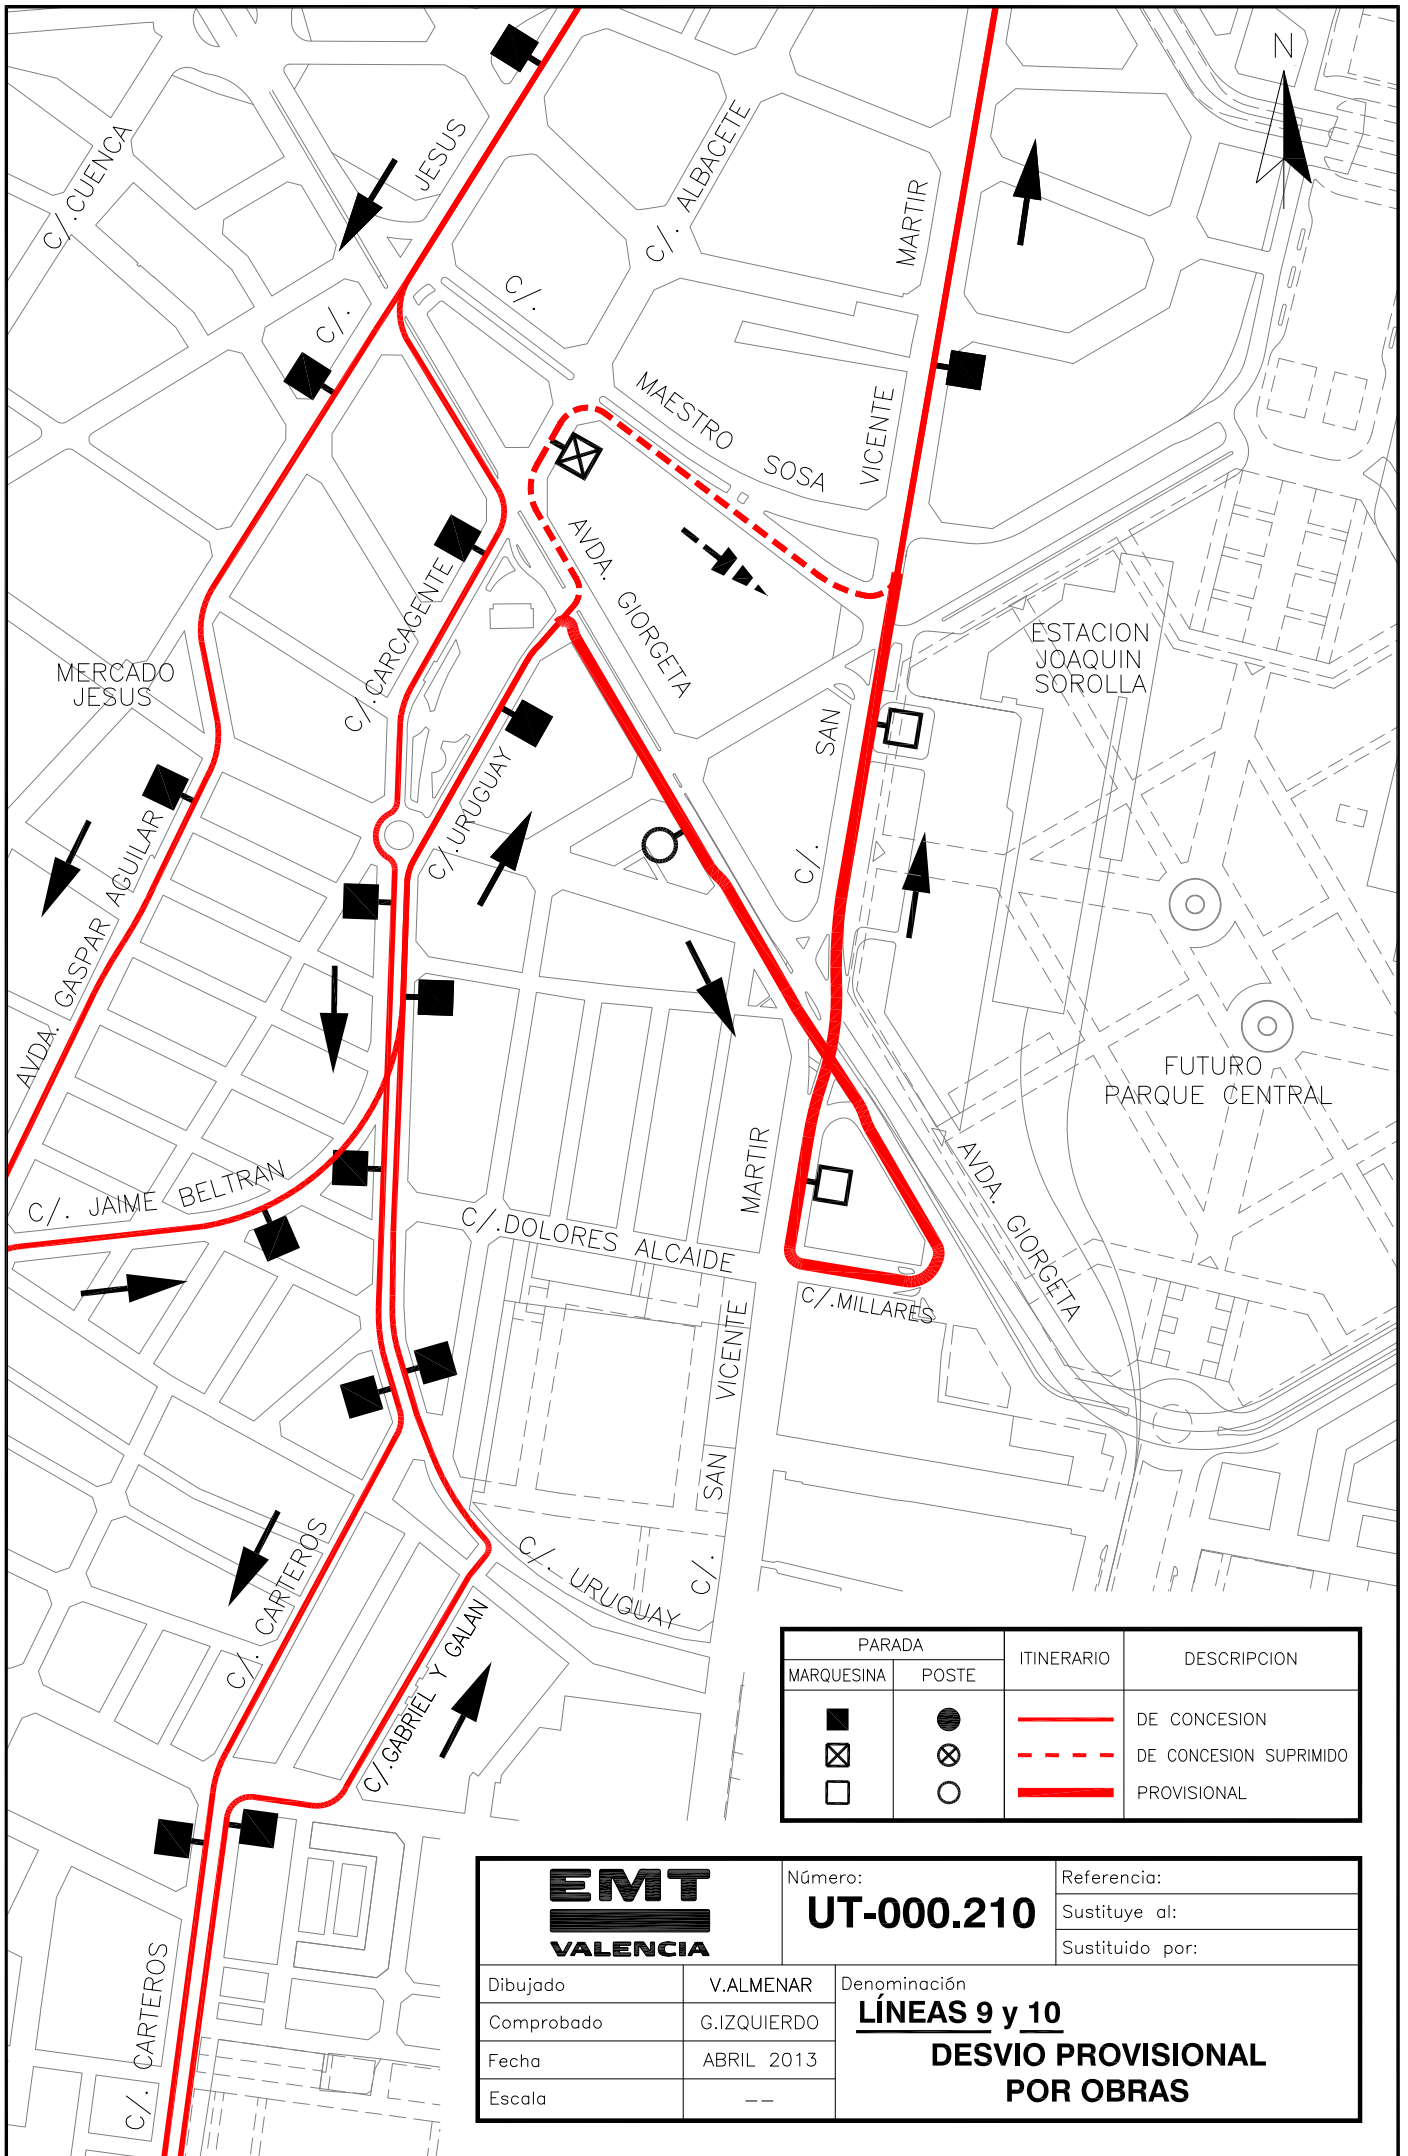 N
C/.CUENCA
JESUS
C/.
C/. ALBACETE
MARTIR
C/.
MAESTRO
SOSA
VICENTE
AVDA. GIORGETA
C/.CARCAGENTE
ESTACION
JOAQUIN
SOROLLA
MERCADO
JESUS
SAN
C/.URUGUAY
C/.
AVDA. GASPAR AGUILAR
FUTURO
PARQUE CENTRAL
MARTIR
AVDA. GIORGETA
C/. JAIME BELTRAN
C/.DOLORES ALCAIDE
C/.MILLARES
VICENTE
SAN
C/.
C/. URUGUAY
C/. CARTEROS
C/.GABRIEL Y GALAN
C/. CARTEROS
PARADA
ITINERARIO
DESCRIPCION
MARQUESINA
POSTE
DE CONCESION
DE CONCESION SUPRIMIDO
PROVISIONAL
EMT
VALENCIA
Número:
UT-000.210
Referencia:
Sustituye al:
Sustituido por:
Dibujado
V.ALMENAR
Comprobado
G.IZQUIERDO
Fecha
ABRIL 2013
Escala
--
Denominación
LÍNEAS 9 y 10
DESVIO PROVISIONAL
POR OBRAS